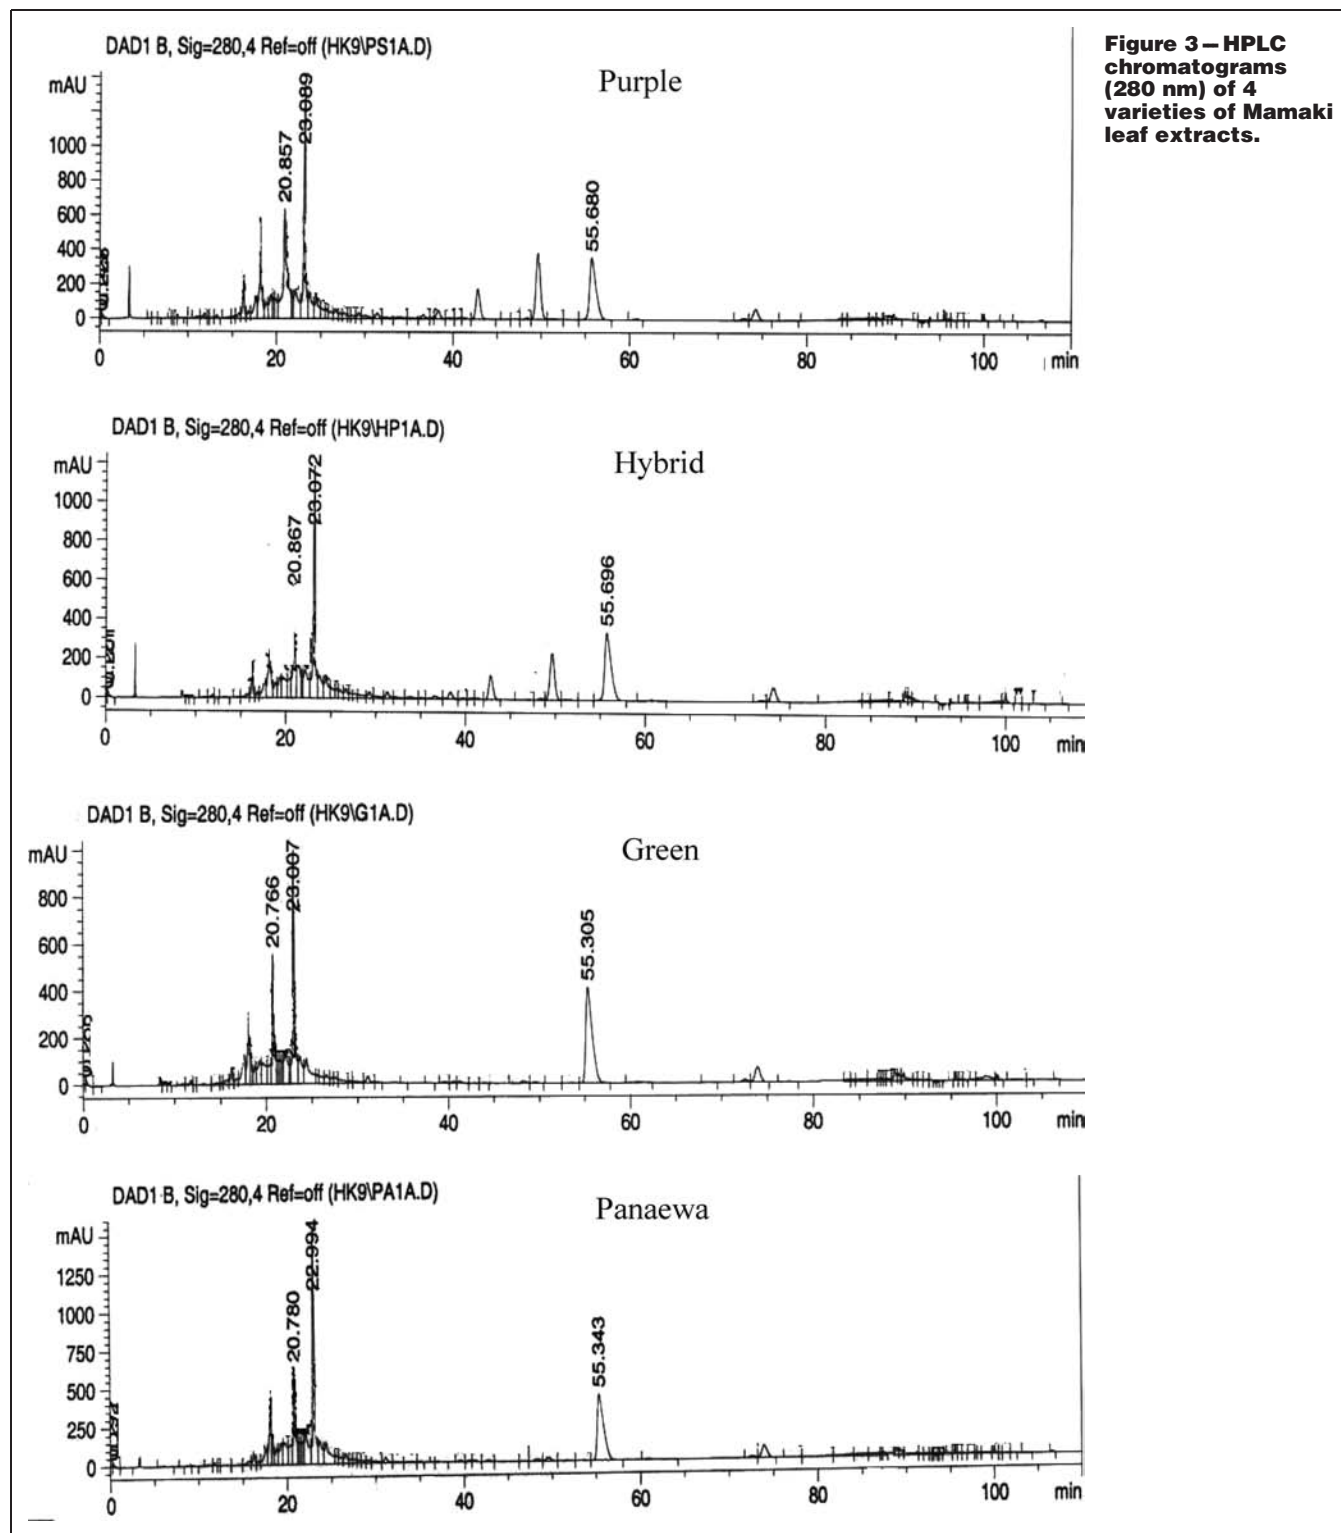 Figure 3—HPLC
chromatograms
(280 nm) of 4
varieties of Mamaki
leaf extracts.
DAD1 B, Sig=280,4 Ref=off (HK9\PS1A.D)
Purple
mAU
1000
800
600
400
200
0
20.857
23.089
55.680
0 20 40 60 80 100 min
DAD1 B, Sig=280,4 Ref=off (HK9\HP1A.D)
Hybrid
mAU
1000
800
600
400
200
0
20.867
23.072
55.696
0 20 40 60 80 100 min
DAD1 B, Sig=280,4 Ref=off (HK9\G1A.D)
Green
mAU
800
600
400
200
0
20.766
23.007
55.305
0 20 40 60 80 100 min
DAD1 B, Sig=280,4 Ref=off (HK9\PA1A.D)
Panaewa
mAU
1250
1000
750
500
250
0
20.780
22.994
55.343
0 20 40 60 80 100 min